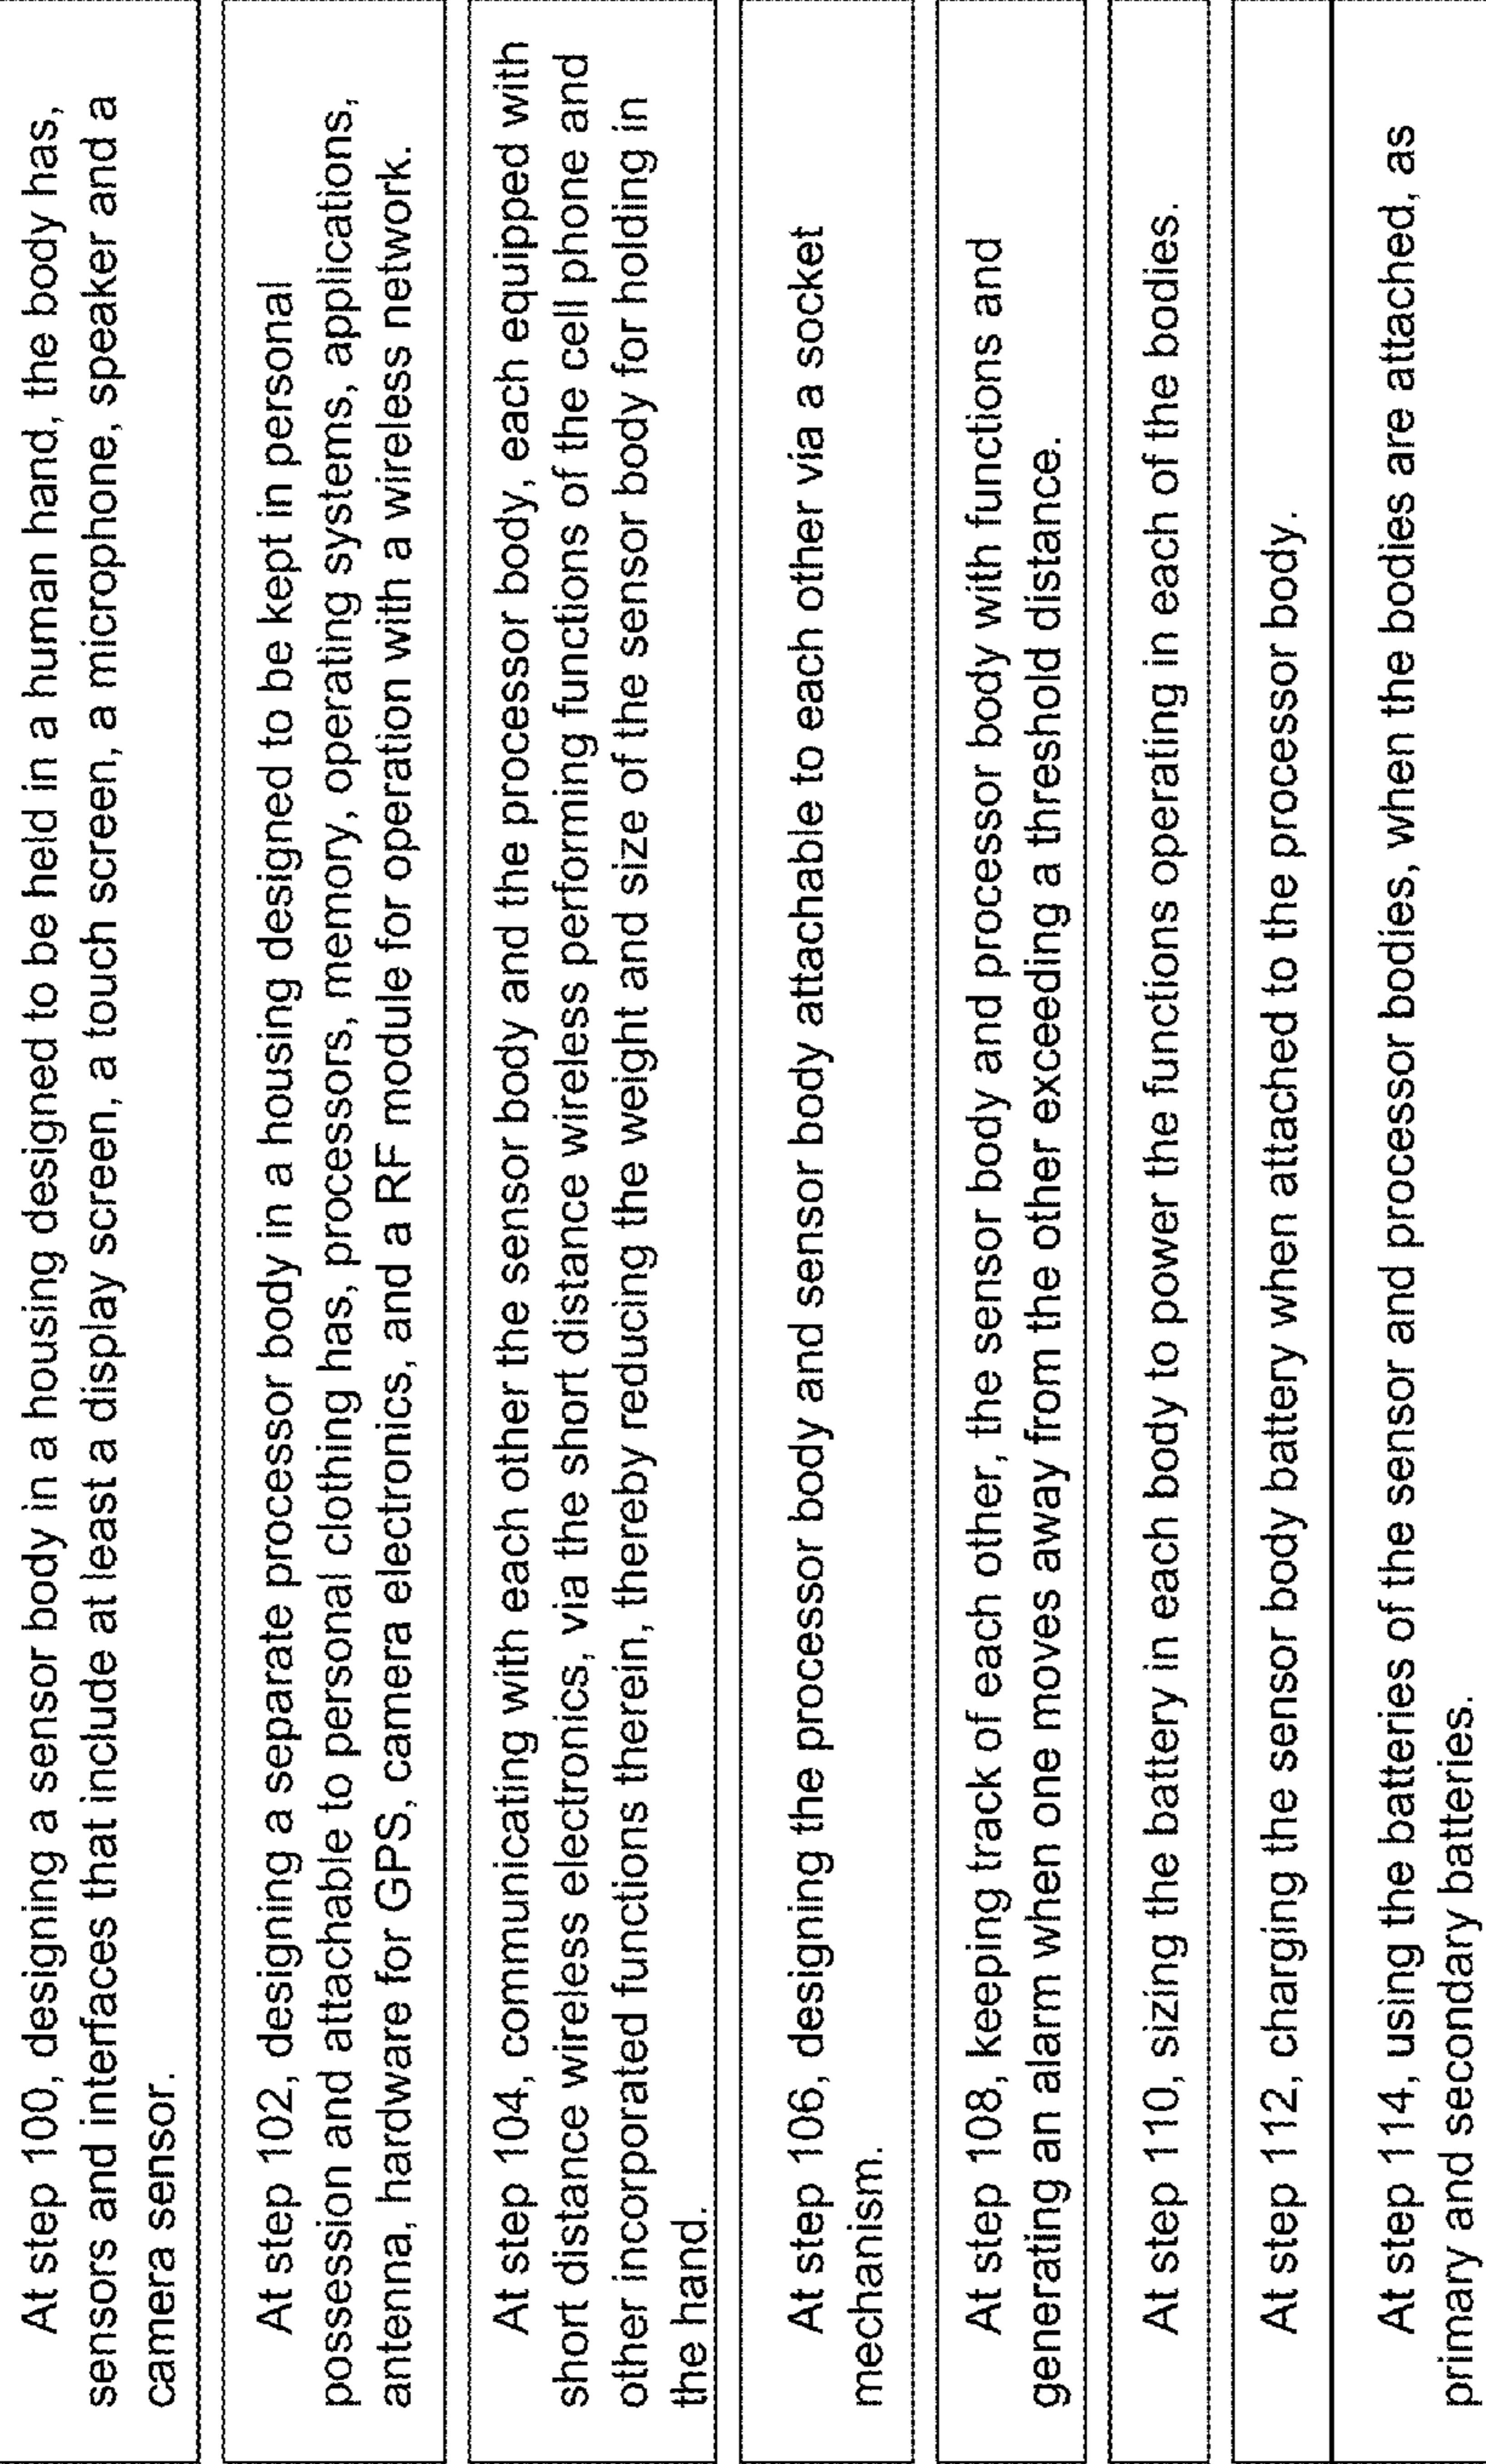 At step 100, designing a sensor body in a housing designed to be held in a human hand, the body has,
sensors and interfaces that include at least a display screen, a touch screen, a microphone, speaker and a
camera sensor.
At step 102, designing a separate processor body in a housing designed to be kept in personal
possession and attachable to personal clothing has, processors, memory, operating systems, applications,
antenna, hardware for GPS, camera electronics, and a RF module for operation with a wireless network.
At step 104, communicating with each other the sensor body and the processor body, each equipped with
short distance wireless electronics, via the short distance wireless performing functions of the cell phone and
other incorporated functions therein, thereby reducing the weight and size of the sensor body for holding in
the hand.
At step 106, designing the processor body and sensor body attachable to each other via a socket
mechanism.
At step 108, keeping track of each other, the sensor body and processor body with functions and
generating an alarm when one moves away from the other exceeding a threshold distance.
At step 110, sizing the battery in each body to power the functions operating in each of the bodies.
At step 112, charging the sensor body battery when attached to the processor body.
At step 114, using the batteries of the sensor and processor bodies, when the bodies are attached, as
primary and secondary batteries.